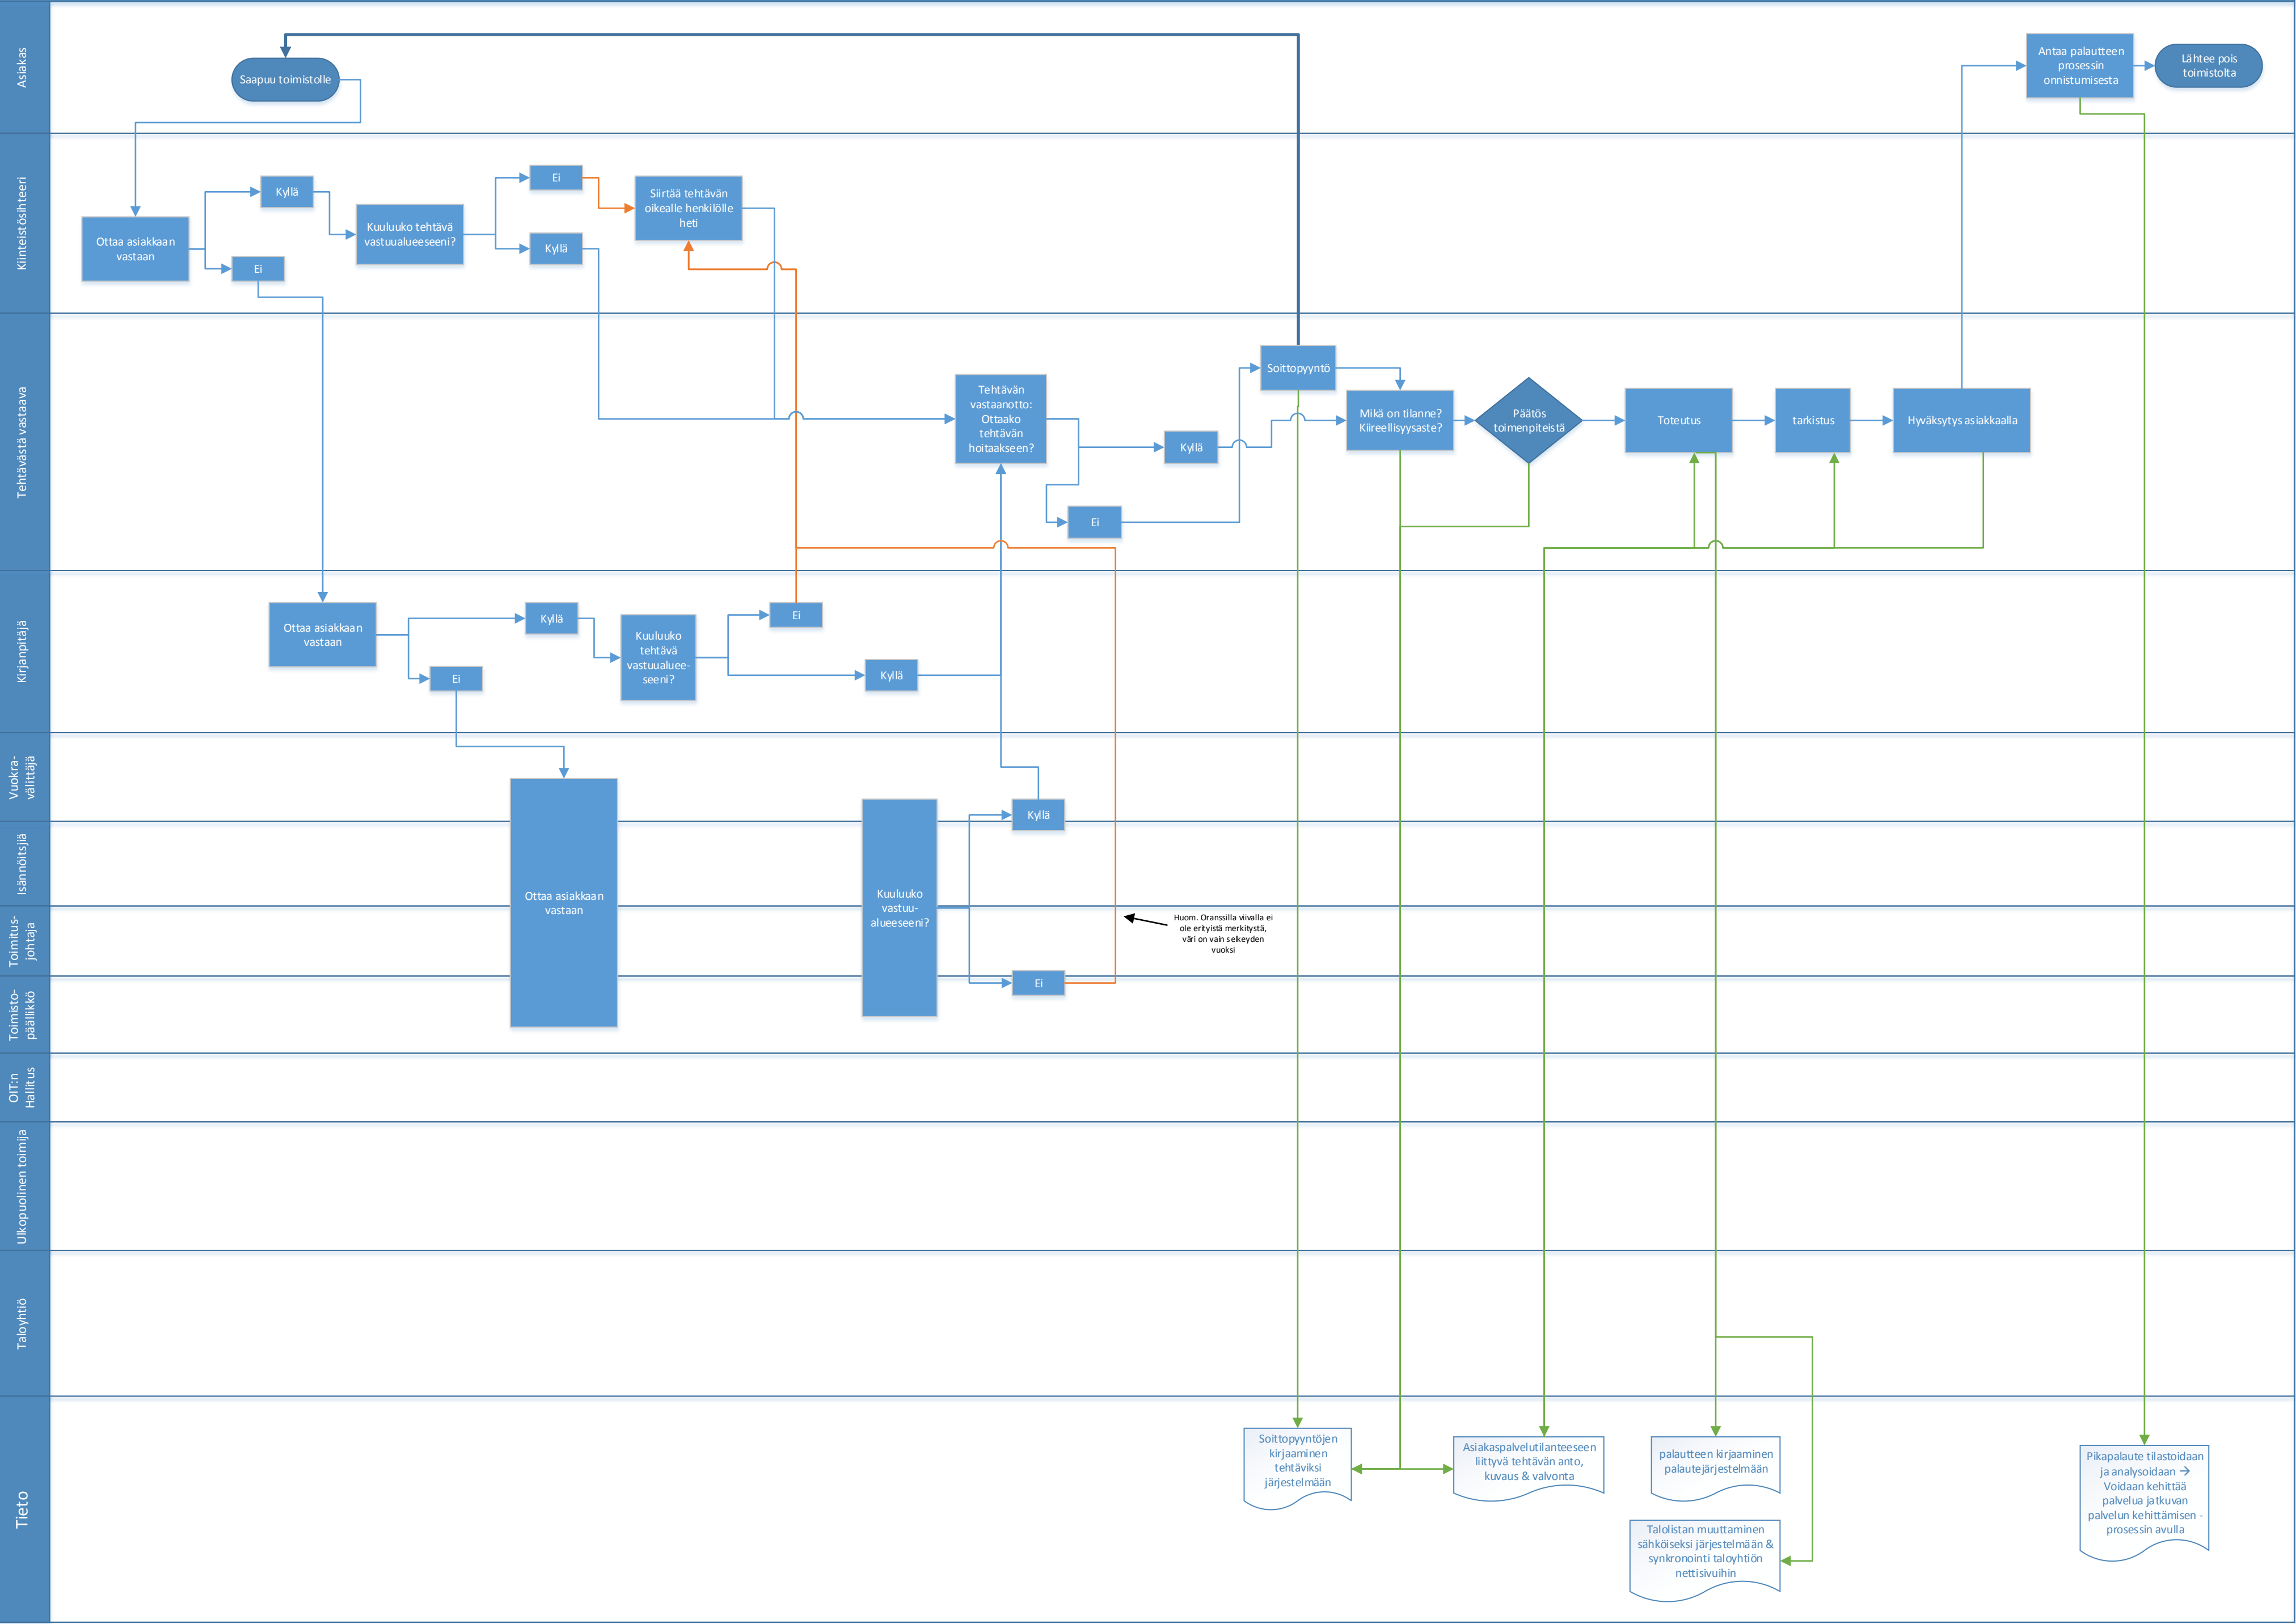 Asiakas
Saapuu toimistolle
Antaa palautteen
prosessin
onnistumisesta
Lähtee pois
toimistolta
Kiinteistösihteeri
Ottaa asiakkaan
vastaan
Kyllä
Ei
Kuuluuko tehtävä
vastuualueeseeni?
Ei
Kyllä
Siirtää tehtävän
oikealle henkilölle
heti
Tehtävästä vastaava
Tehtävän
vastaanotto:
Ottaako
tehtävän
hoitaakseen?
Kyllä
Ei
Soittopyyntö
Mikä on tilanne?
Kiireellisyysaste?
Päätös
toimenpiteistä
Toteutus
tarkistus
Hyväksytys asiakkaalla
Kirjanpitäjä
Ottaa asiakkaan
vastaan
Kyllä
Ei
Kuuluuko
tehtävä
vastuualuee-
seeni?
Ei
Kyllä
Vuokra-
välittäjä
Isännöitsjiä
Toimitus-
johtaja
Toimisto-
päällikkö
Ottaa asiakkaan
vastaan
Kuuluuko
vastuu-
alueeseeni?
Kyllä
Ei
Huom. Oranssilla viivalla ei
ole erityistä merkitystä,
väri on vain selkeyden
vuoksi
OIT:n
Hallitus
Ulkopuolinen toimija
Taloyhtiö
Tieto
Soittopyyntöjen
kirjaaminen
tehtäviksi
järjestelmään
Asiakaspalvelutilanteeseen
liittyvä tehtävän anto,
kuvaus & valvonta
palautteen kirjaaminen
palautejärjestelmään
Talolistan muuttaminen
sähköiseksi järjestelmään &
synkronointi taloyhtiön
nettisivuihin
Pikapalaute tilastoidaan
ja analysoidaan →
Voidaan kehittää
palvelua jatkuvan
palvelun kehittämisen -
prosessin avulla